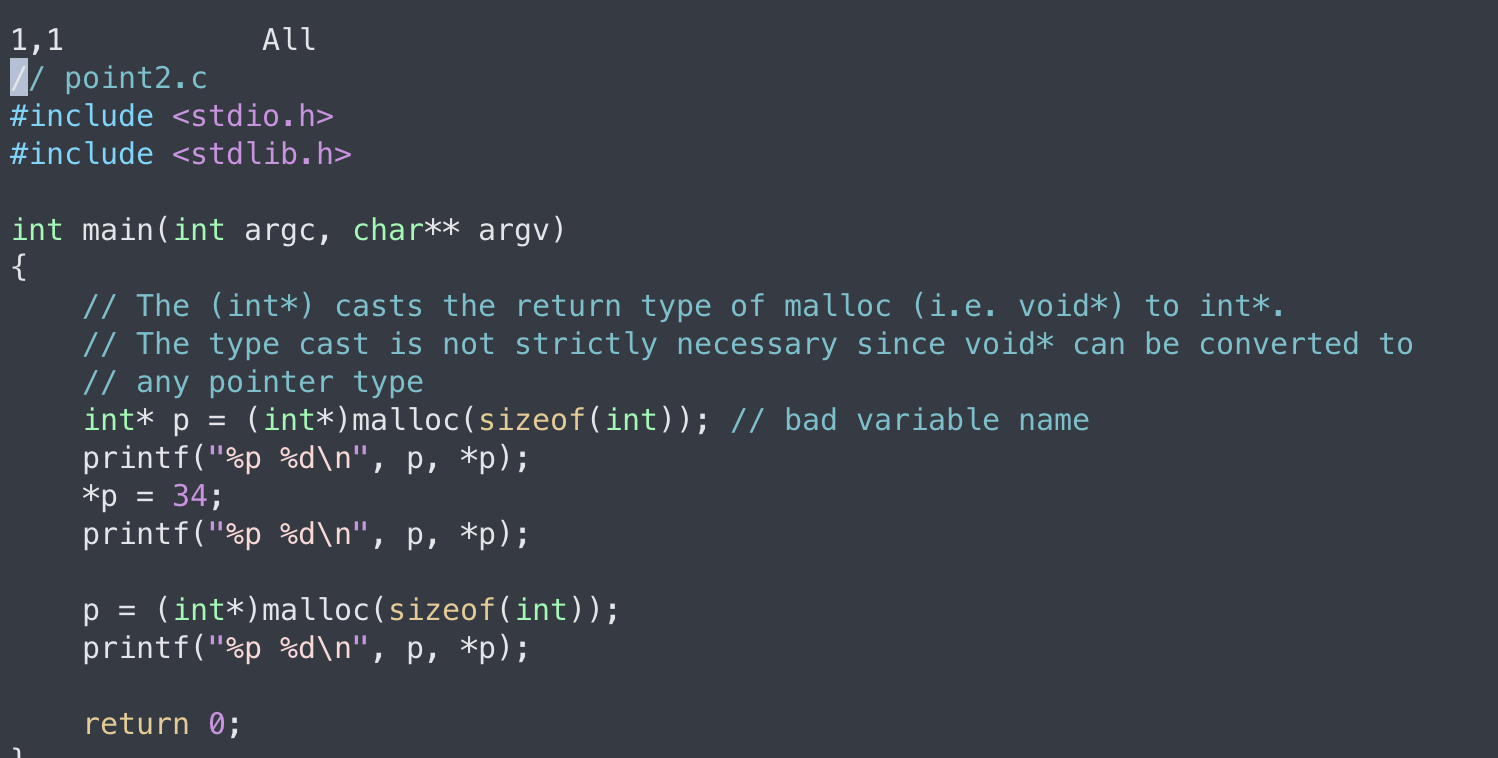 1,1           All
// point2.c
#include <stdio.h>
#include <stdlib.h>

int main(int argc, char** argv)
{
    // The (int*) casts the return type of malloc (i.e. void*) to int*.
    // The type cast is not strictly necessary since void* can be converted to
    // any pointer type
    int* p = (int*)malloc(sizeof(int)); // bad variable name
    printf("%p %d\n", p, *p);
    *p = 34;
    printf("%p %d\n", p, *p);

    p = (int*)malloc(sizeof(int));
    printf("%p %d\n", p, *p);

    return 0;
}